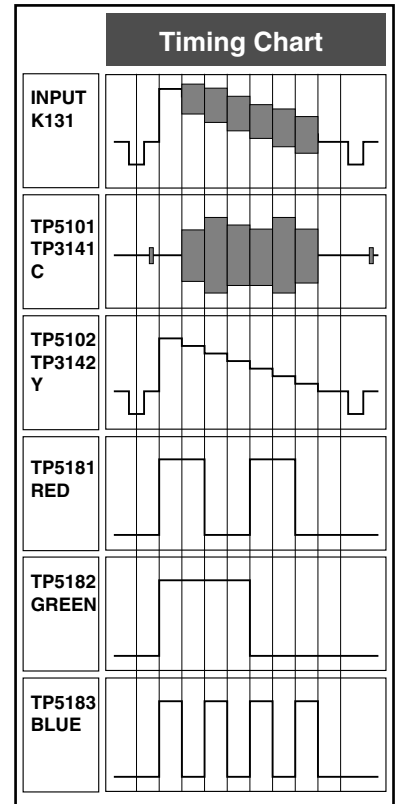 Timing Chart
INPUT
K131
TP5101
TP3141
C
TP5102
TP3142
Y
TP5181
RED
TP5182
GREEN
TP5183
BLUE